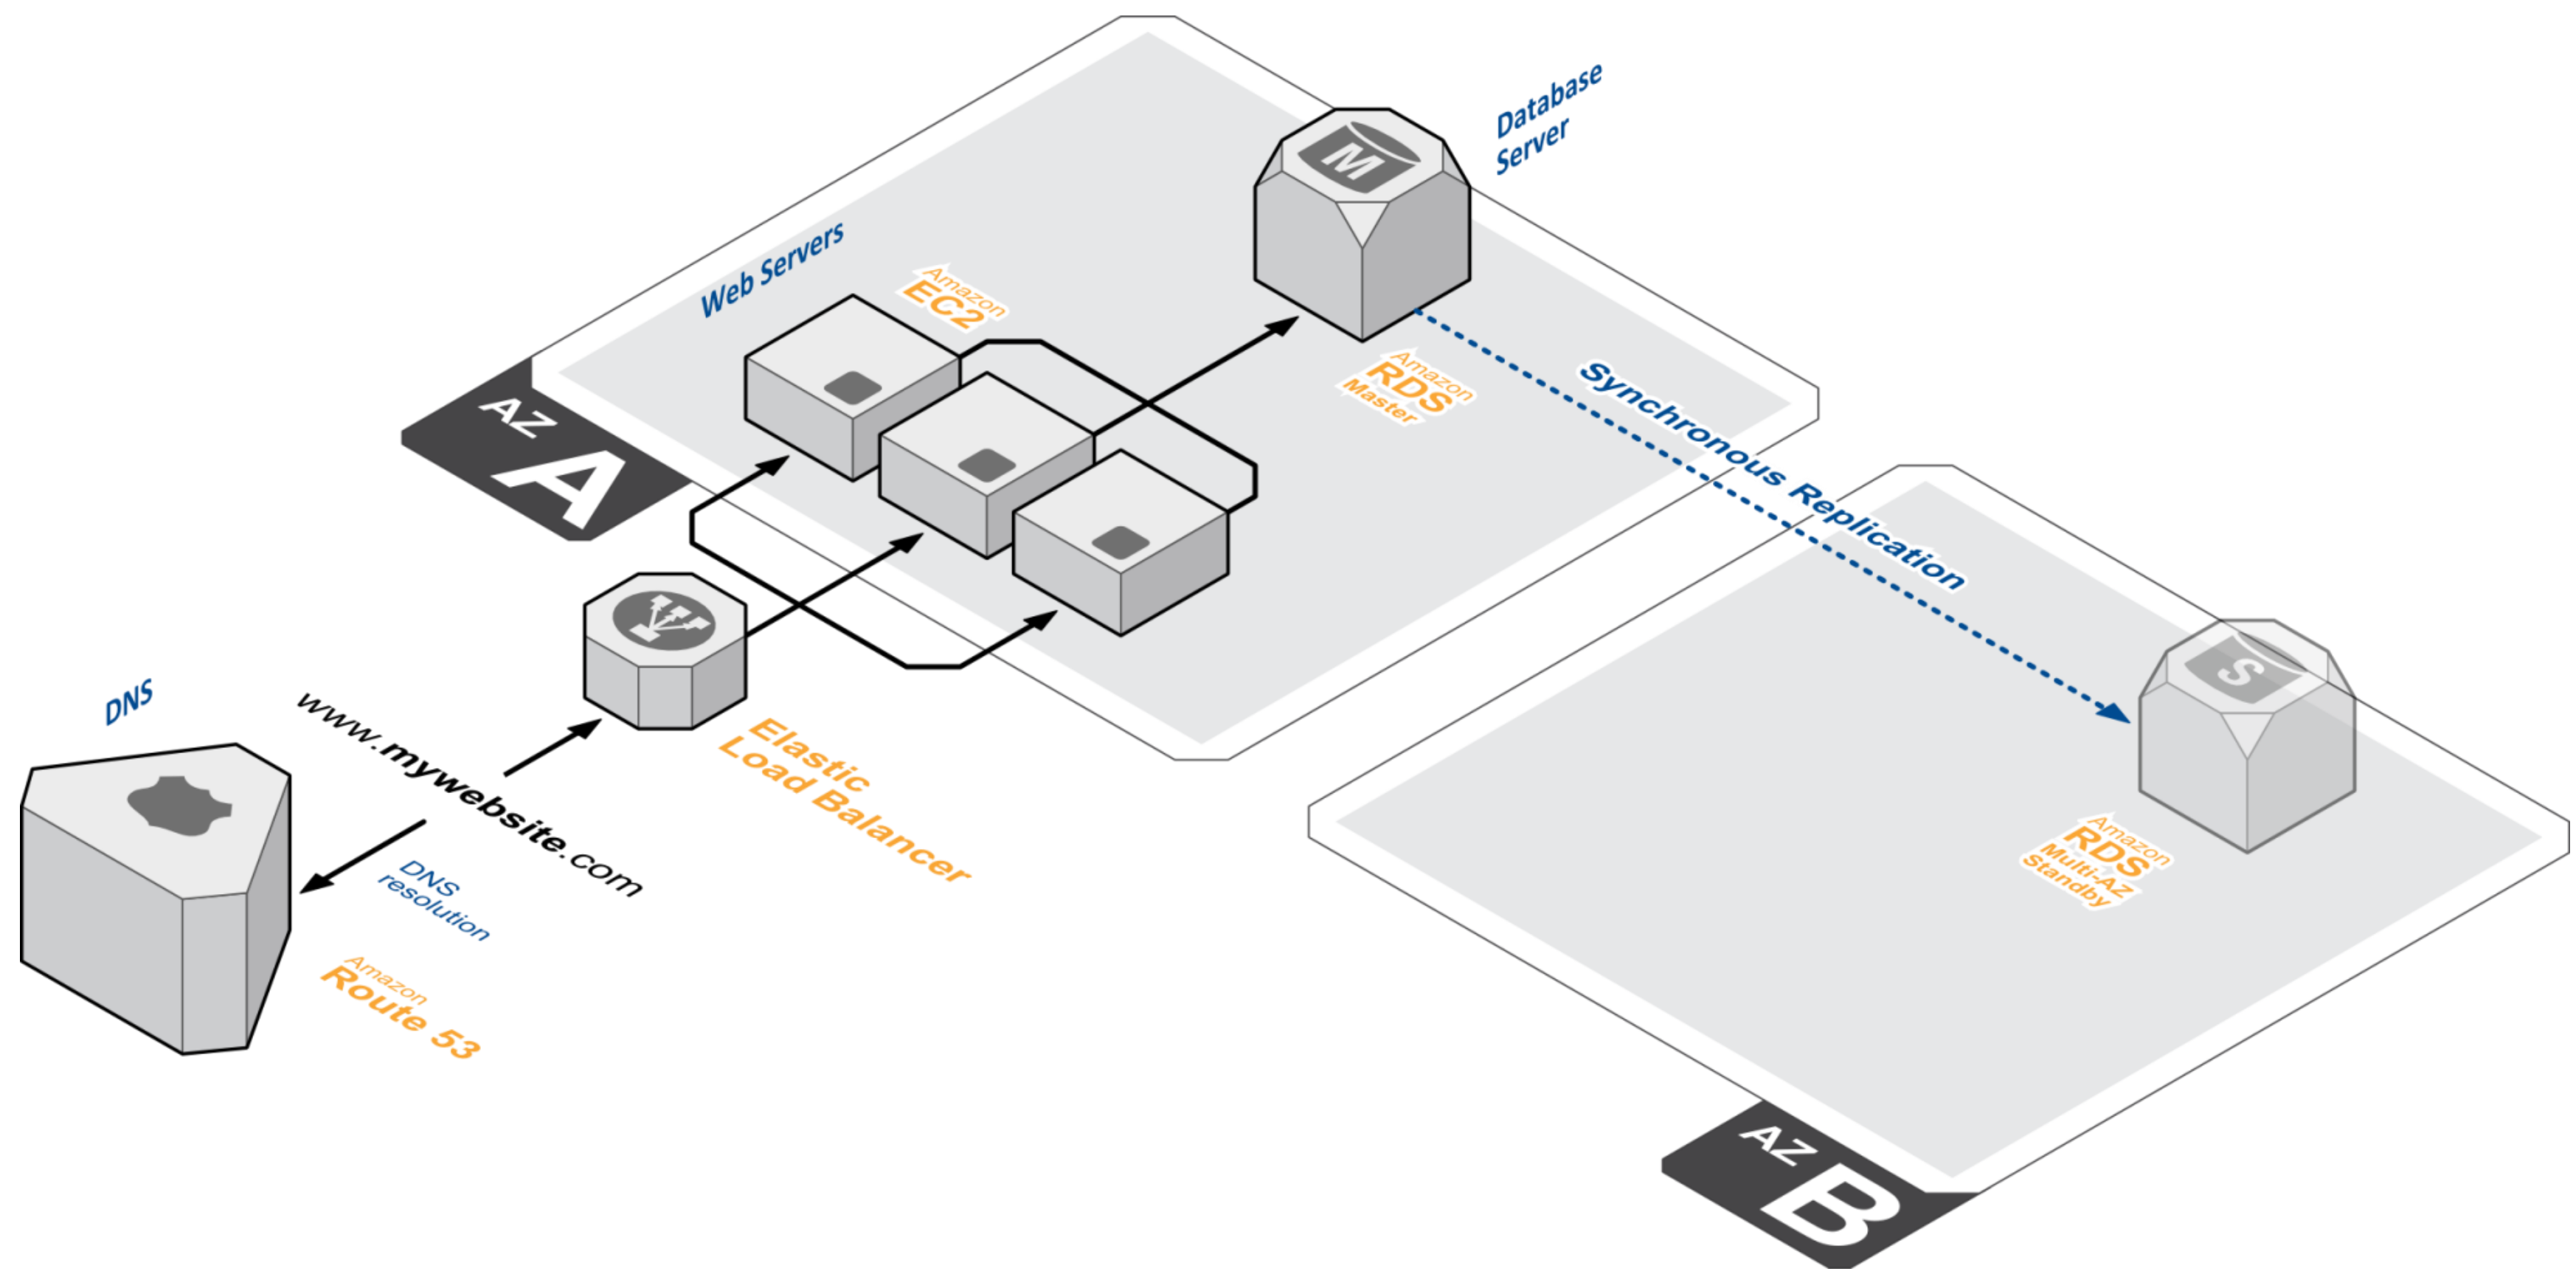 Database
Server
Web Servers
Amazon
EC2
M
Amazon
RDS
Master
Synchronous Replication
AZ
A
S
Amazon
RDS
Multi-AZ
Standby
DNS
www.mywebsite.com
Elastic
Load Balancer
DNS
resolution
Amazon
Route 53
AZ
B